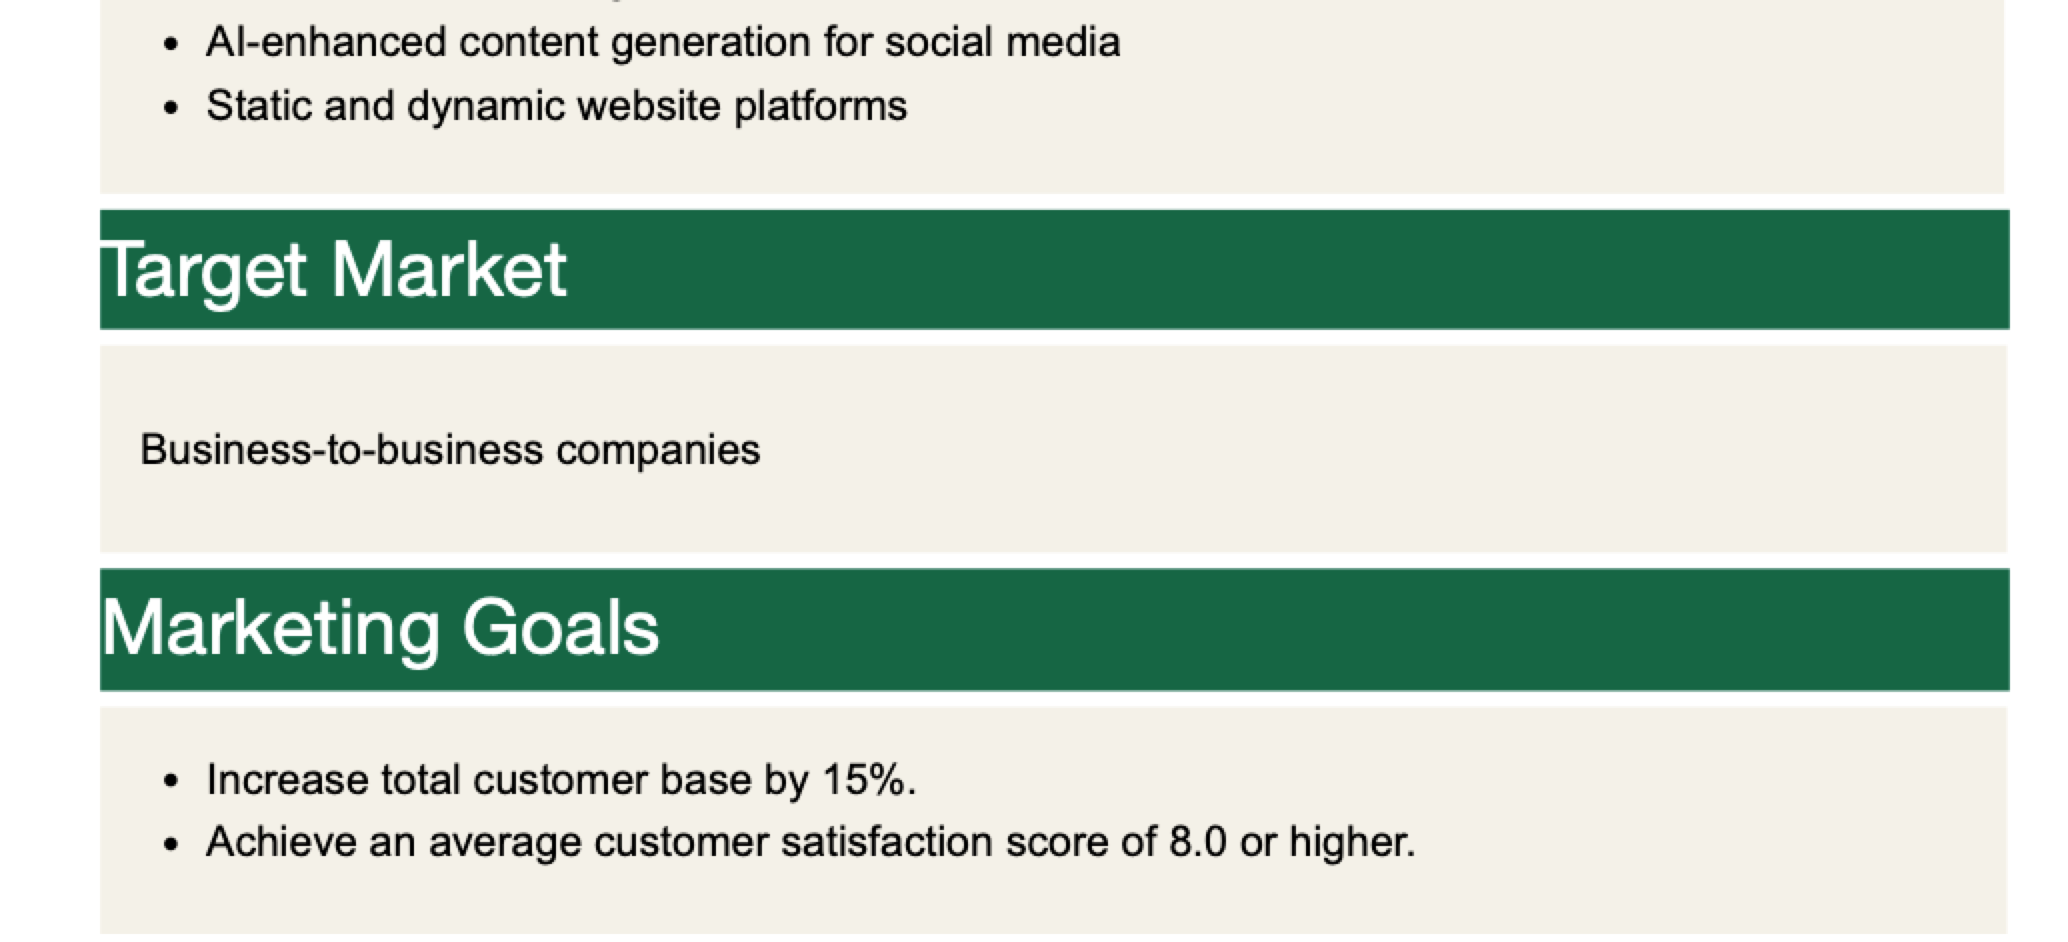 AI-enhanced content generation for social media
Static and dynamic website platforms
Target Market
Business-to-business companies
Marketing Goals
Increase total customer base by 15%.
Achieve an average customer satisfaction score of 8.0 or higher.